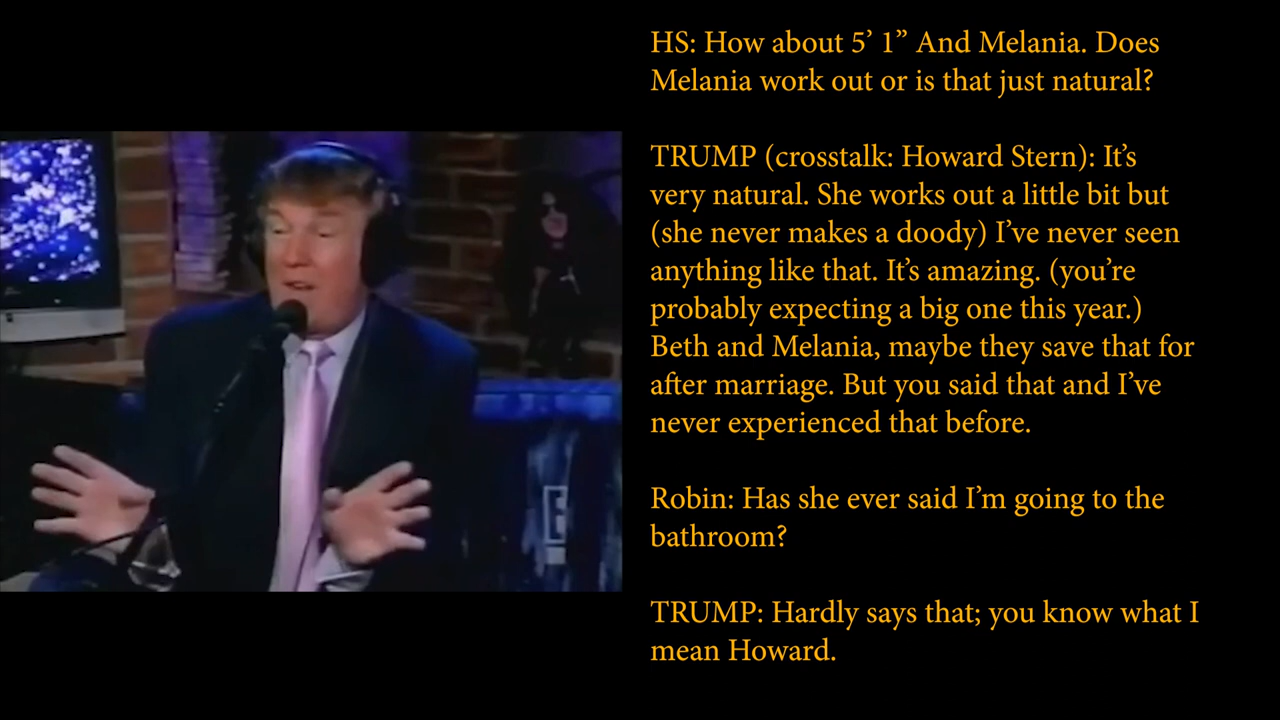 HS: How about 5’ 1” And Melania. Does
Melania work out or is that just natural?
TRUMP (crosstalk: Howard Stern): It’s
very natural. She works out a little bit but
(she never makes a doody) I’ve never seen
anything like that. It’s amazing. (you’re
probably expecting a big one this year.)
Beth and Melania, maybe they save that for
after marriage. But you said that and I’ve
never experienced that before.
Robin: Has she ever said I’m going to the
bathroom?
TRUMP: Hardly says that; you know what I
mean Howard.
E